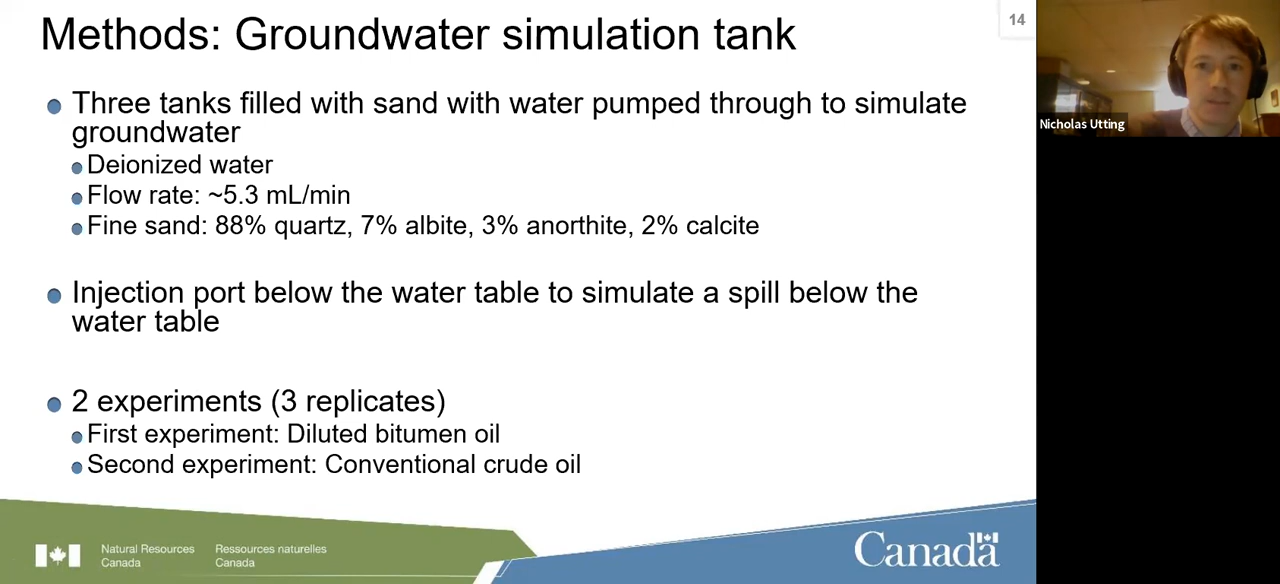 Methods: Groundwater simulation tank
14
Three tanks filled with sand with water pumped through to simulate
groundwater
Deionized water
Flow rate: ~5.3 mL/min
Fine sand: 88% quartz, 7% albite, 3% anorthite, 2% calcite
Injection port below the water table to simulate a spill below the
water table
2 experiments (3 replicates)
First experiment: Diluted bitumen oil
Second experiment: Conventional crude oil
Natural Resources
Canada
Ressources naturelles
Canada
Canada
Nicholas Utting